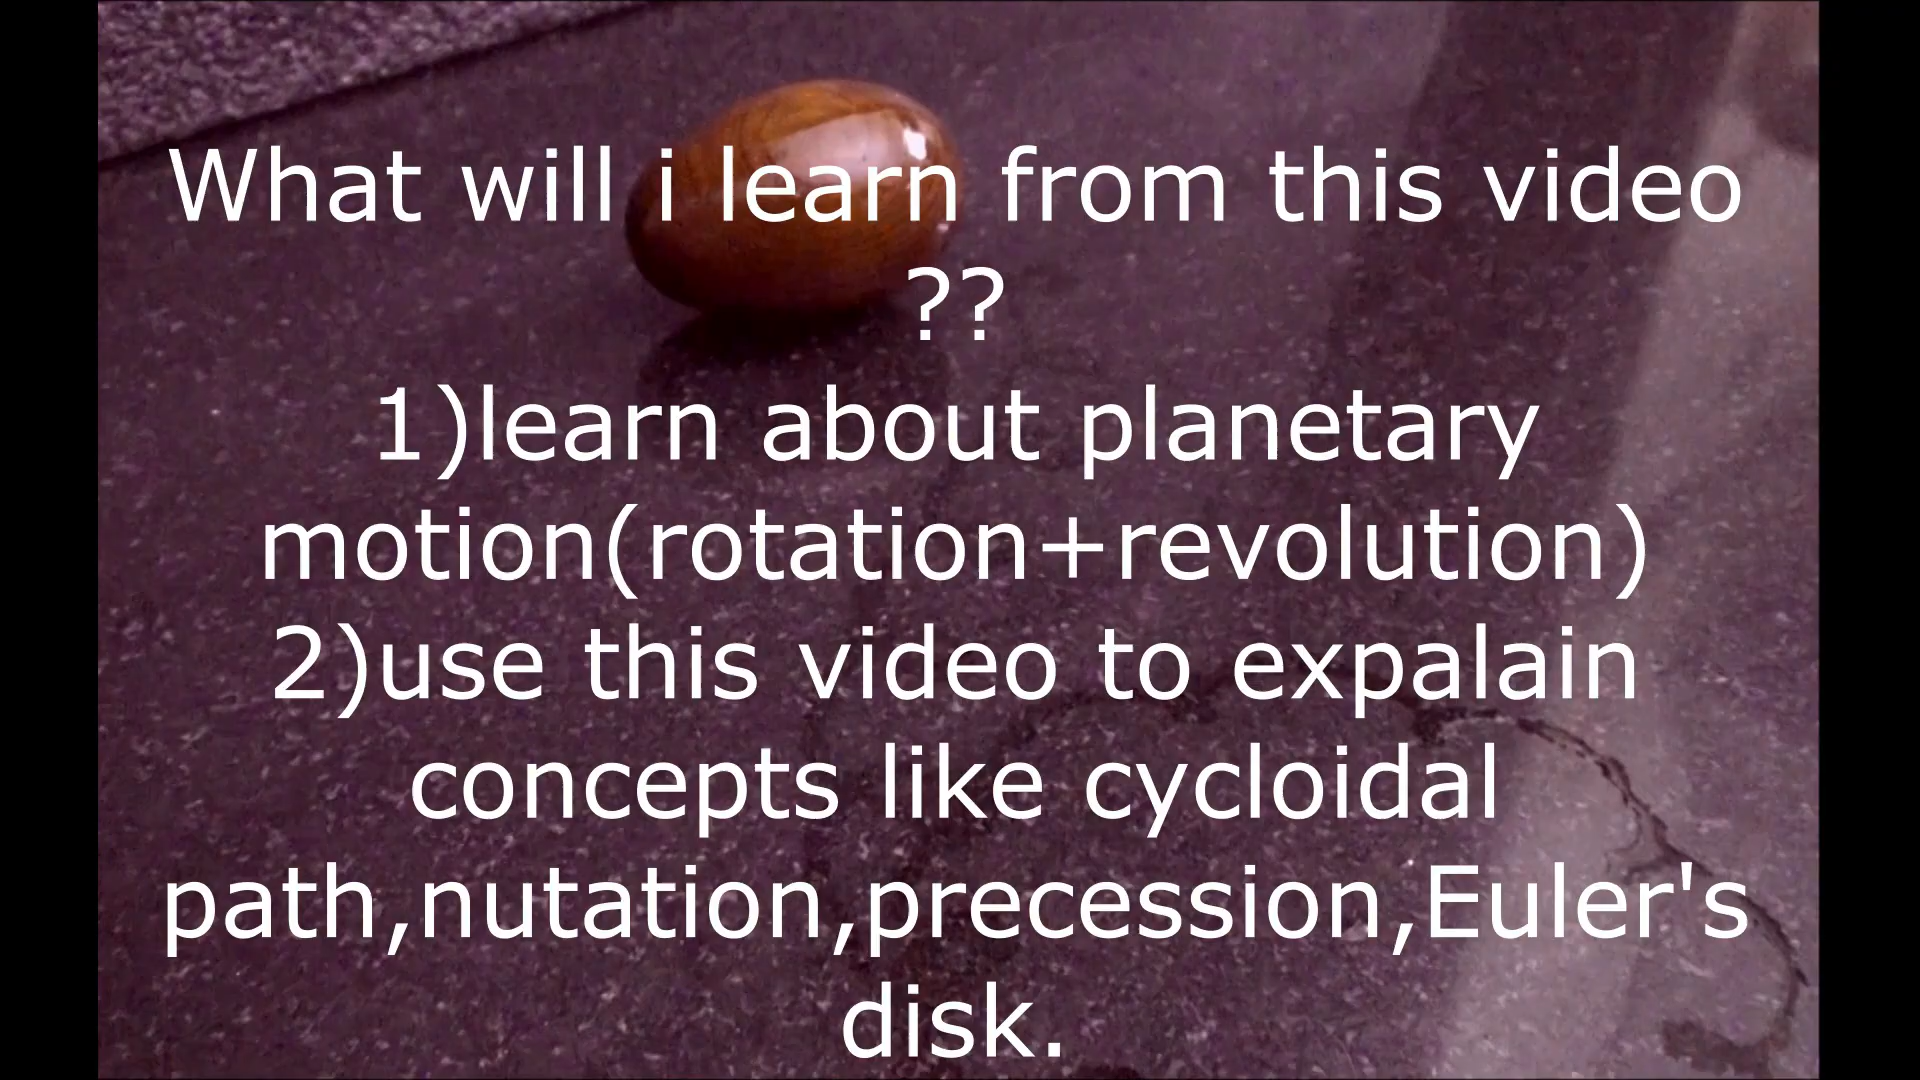 What will i learn from this video
??
1)learn about planetary
motion(rotation+revolution)
2)use this video to expalain
concepts like cycloidal
path,nutation,precession,Euler's
disk.